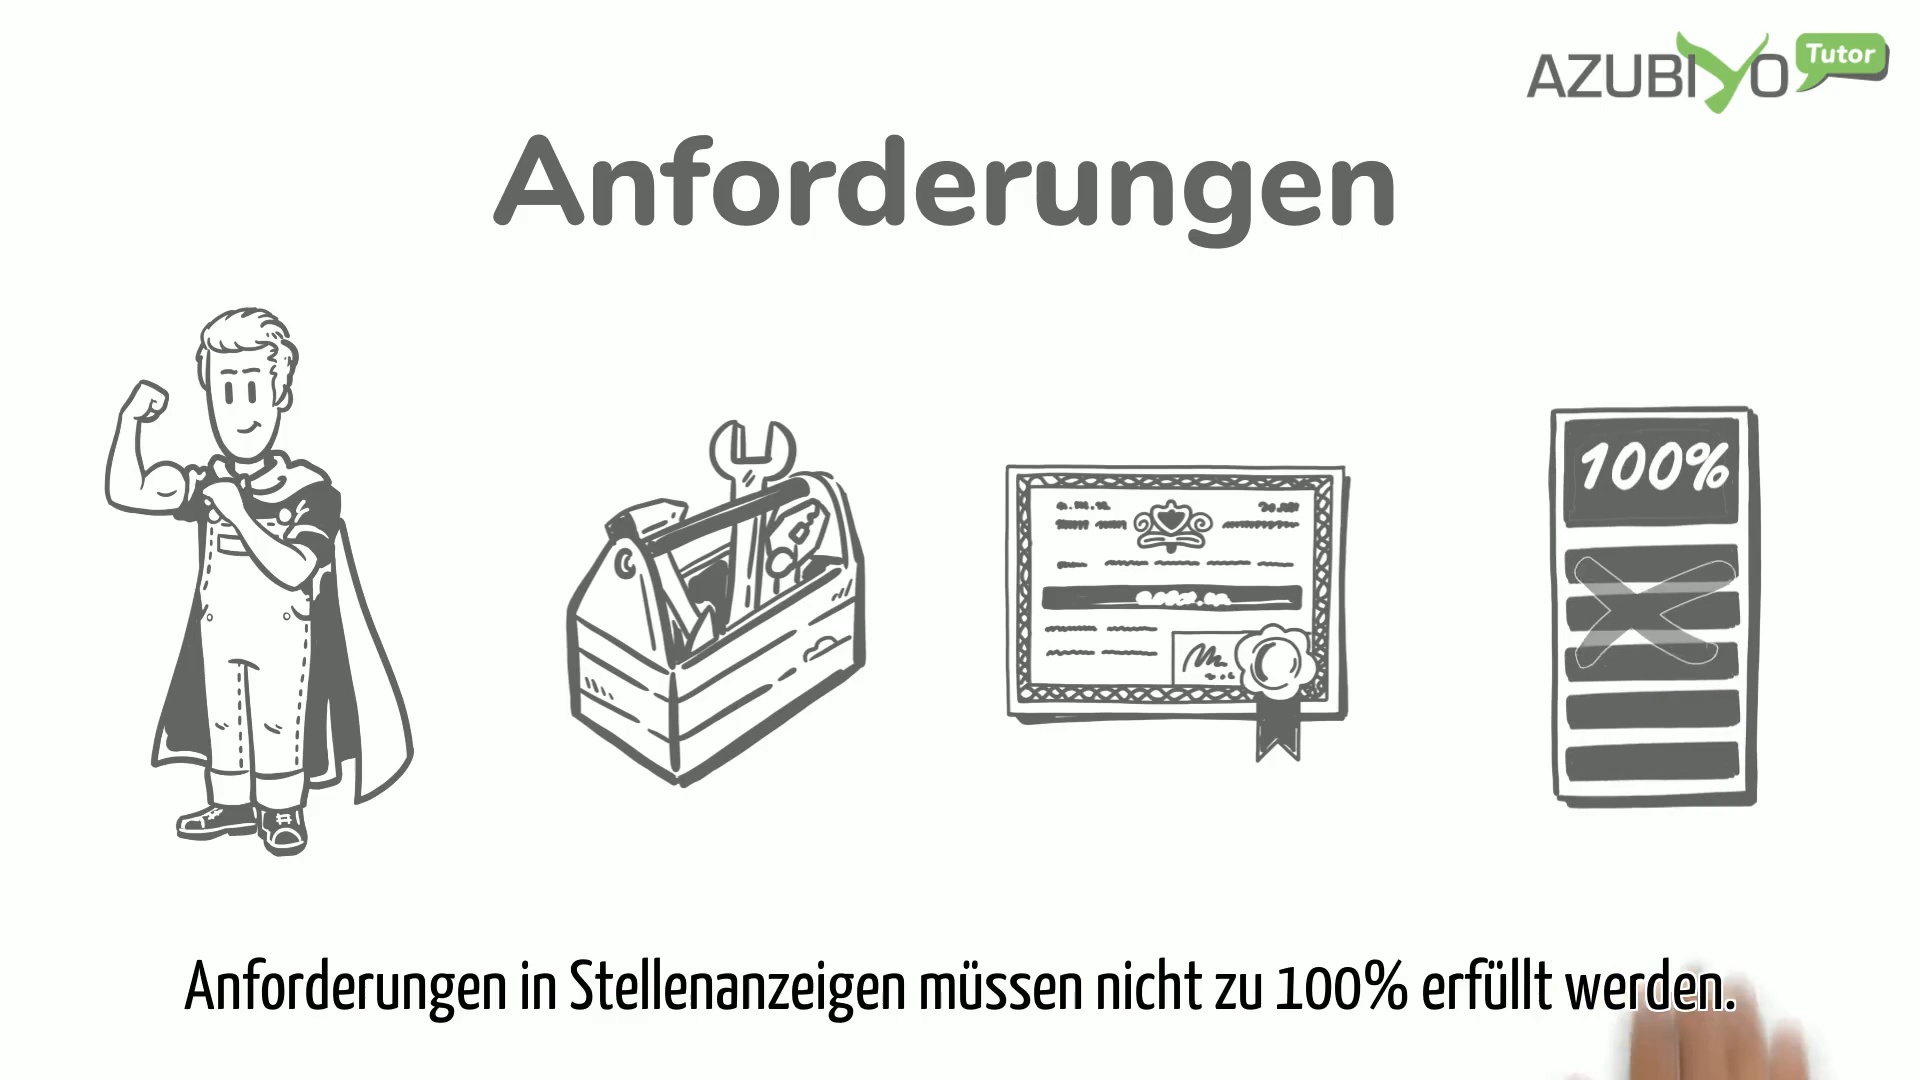 AZUBIYO Tutor
Anforderungen
100%
Anforderungen in Stellenanzeigen müssen nicht zu 100% erfüllt werden.